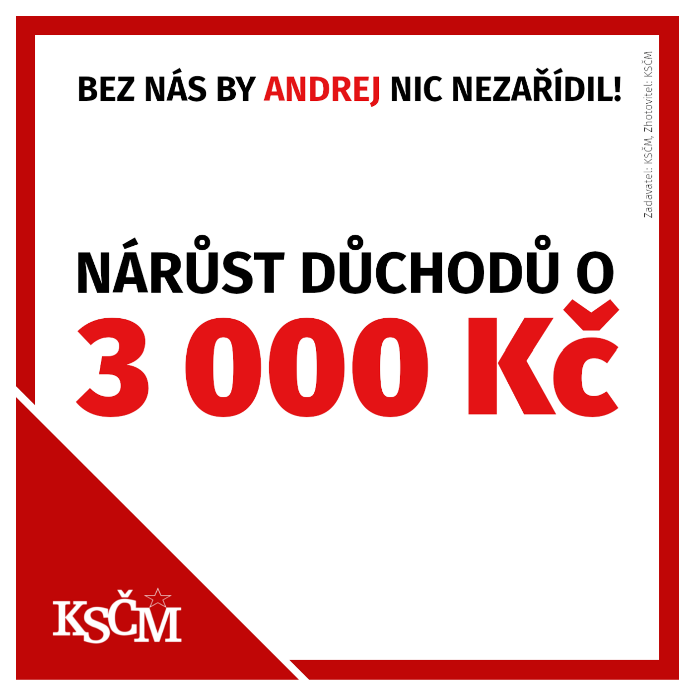 BEZ NÁS BY ANDREJ NIC NEZAŘÍDIL!
Zadavatel: KSČM, Zhotovitel: KSČM
NÁRŮST DŮCHODŮ O
3 000 Kč
KSČM